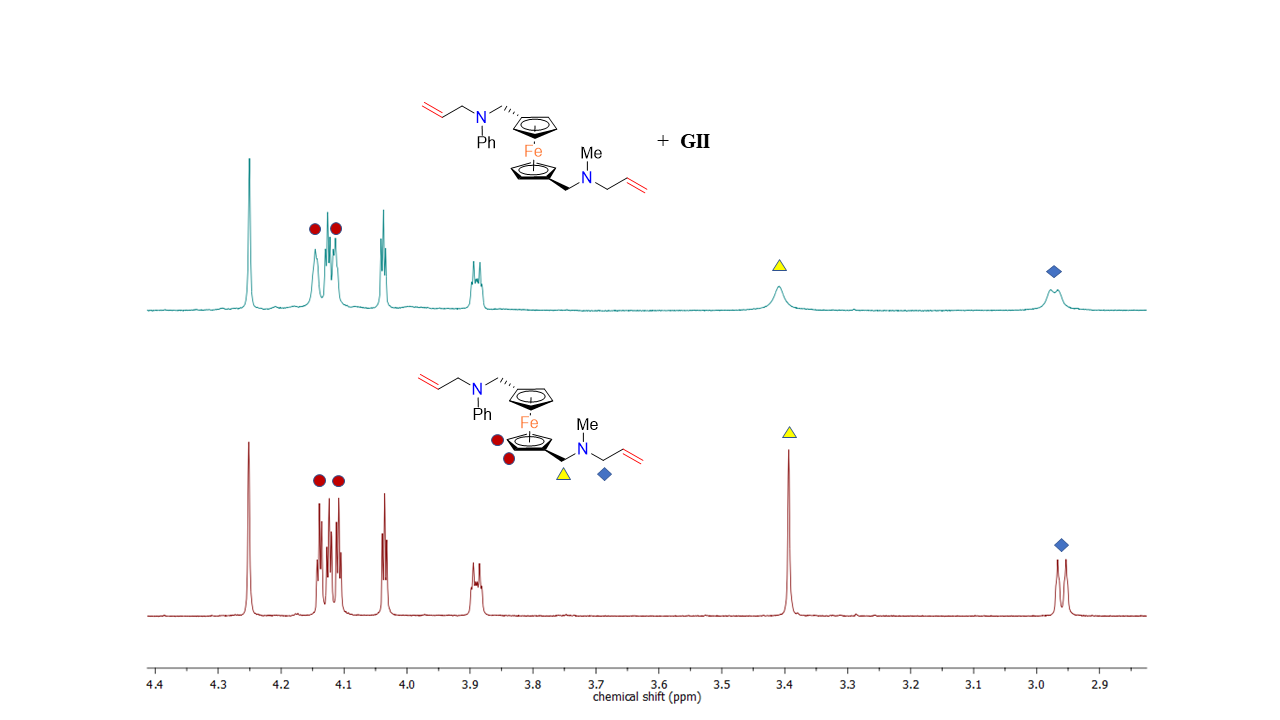 N
Ph
Fe
Me
N
+ GII
N
Ph
Fe
Me
N
4.4 4.3 4.2 4.1 4.0 3.9 3.8 3.7 3.6 3.5 3.4 3.3 3.2 3.1 3.0 2.9
chemical shift (ppm)